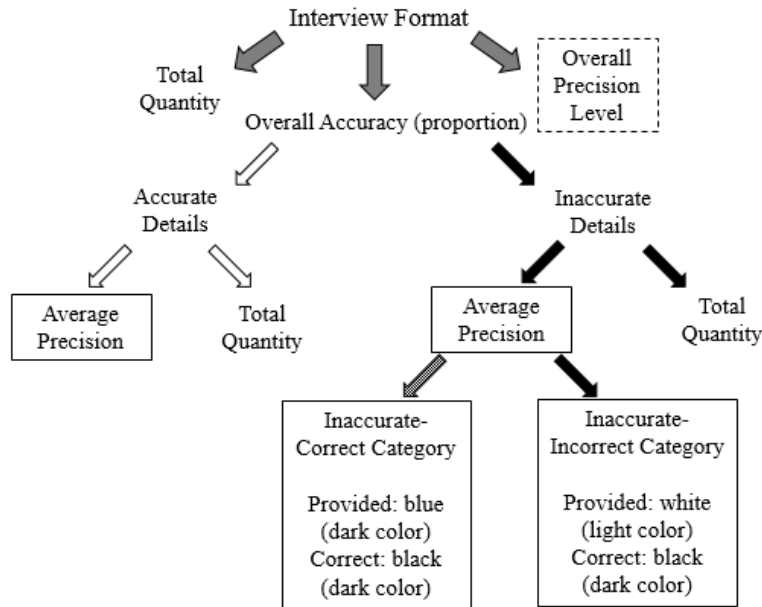 Interview Format
Total
Quantity
Overall Accuracy (proportion)
Overall
Precision
Level
Accurate
Details
Inaccurate
Details
Average
Precision
Total
Quantity
Average
Precision
Total
Quantity
Inaccurate-
Correct Category
Provided: blue
(dark color)
Correct: black
(dark color)
Inaccurate-
Incorrect Category
Provided: white
(light color)
Correct: black
(dark color)